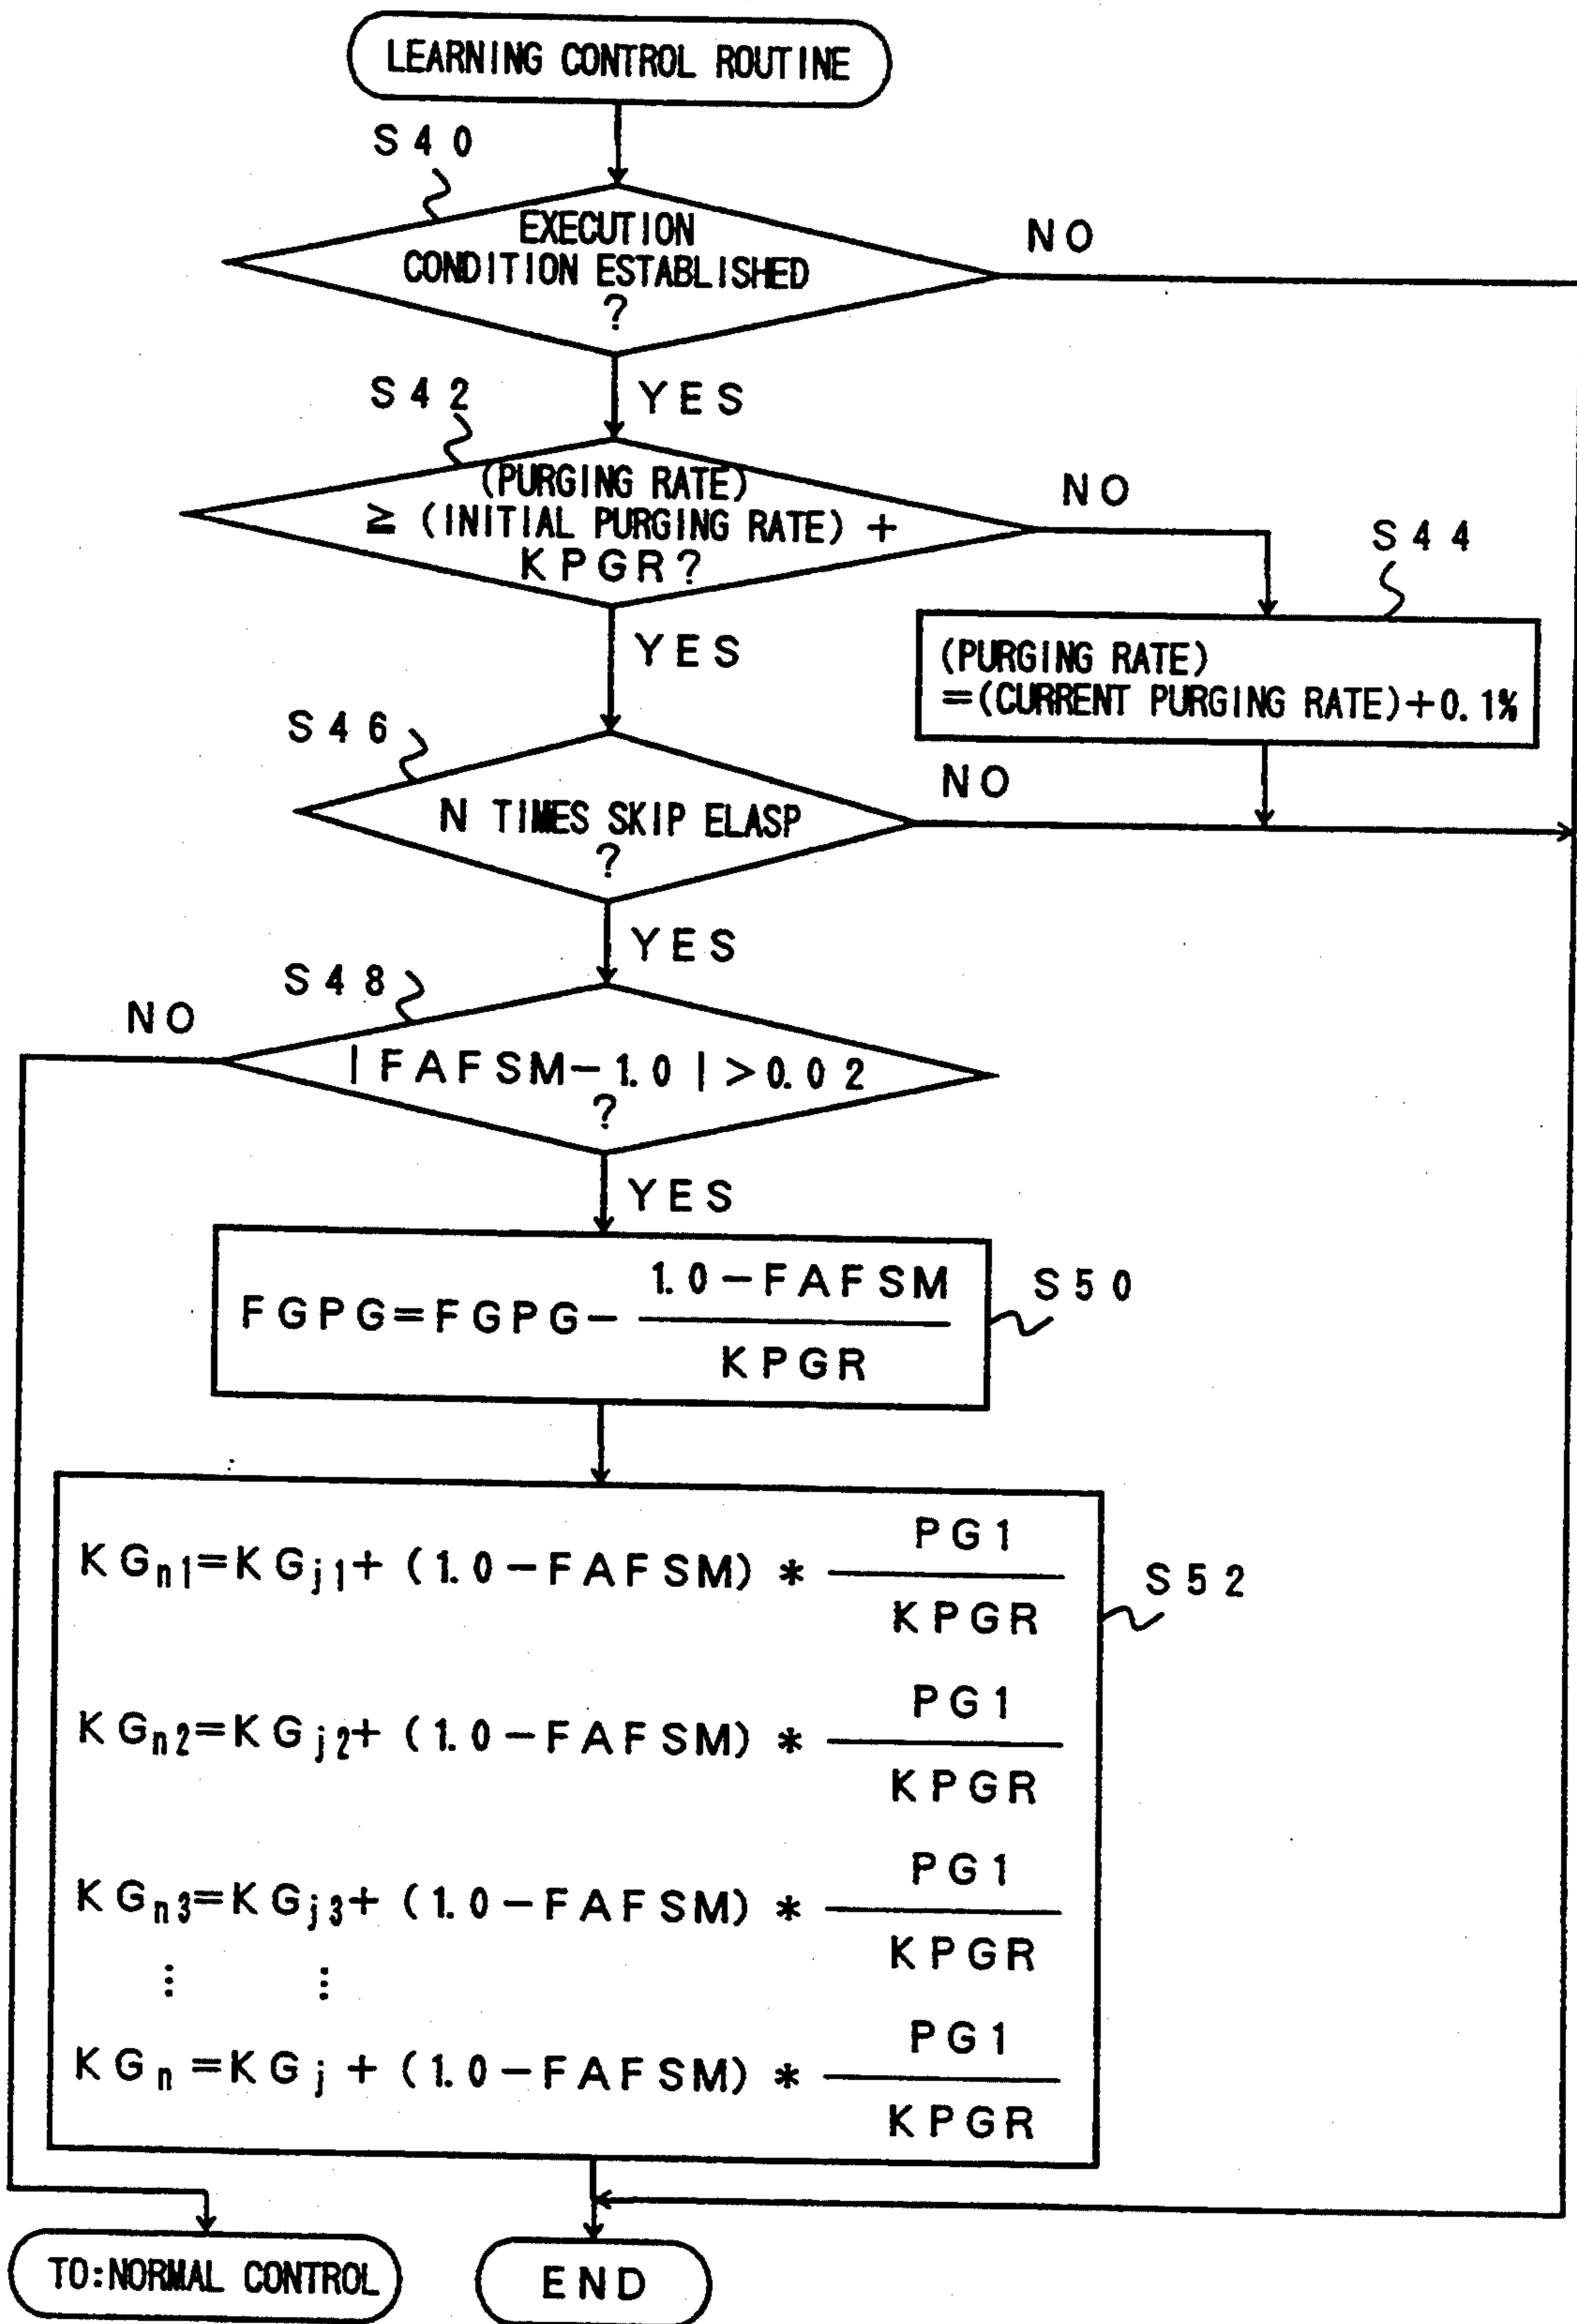 LEARNING CONTROL ROUTINE
S40
EXECUTION
CONDITION ESTABLISHED
?
NO
YES
S42
(PURGING RATE)
≧ (INITIAL PURGING RATE) +
KPGR?
NO
S44
YES
(PURGING RATE)
=(CURRENT PURGING RATE)+0.1%
S46
N TIMES SKIP ELASP
?
NO
YES
S48
NO
|FAFSM-1.0|>0.02
?
YES
FGPG=FGPG- 1.0-FAFSM / KPGR
S50
KGn1=KGj1+(1.0-FAFSM)* PG1 / KPGR
S52
KGn2=KGj2+(1.0-FAFSM)* PG1 / KPGR
KGn3=KGj3+(1.0-FAFSM)* PG1 / KPGR
⋮ ⋮
KGn=KGj+(1.0-FAFSM)* PG1 / KPGR
TO:NORMAL CONTROL
END